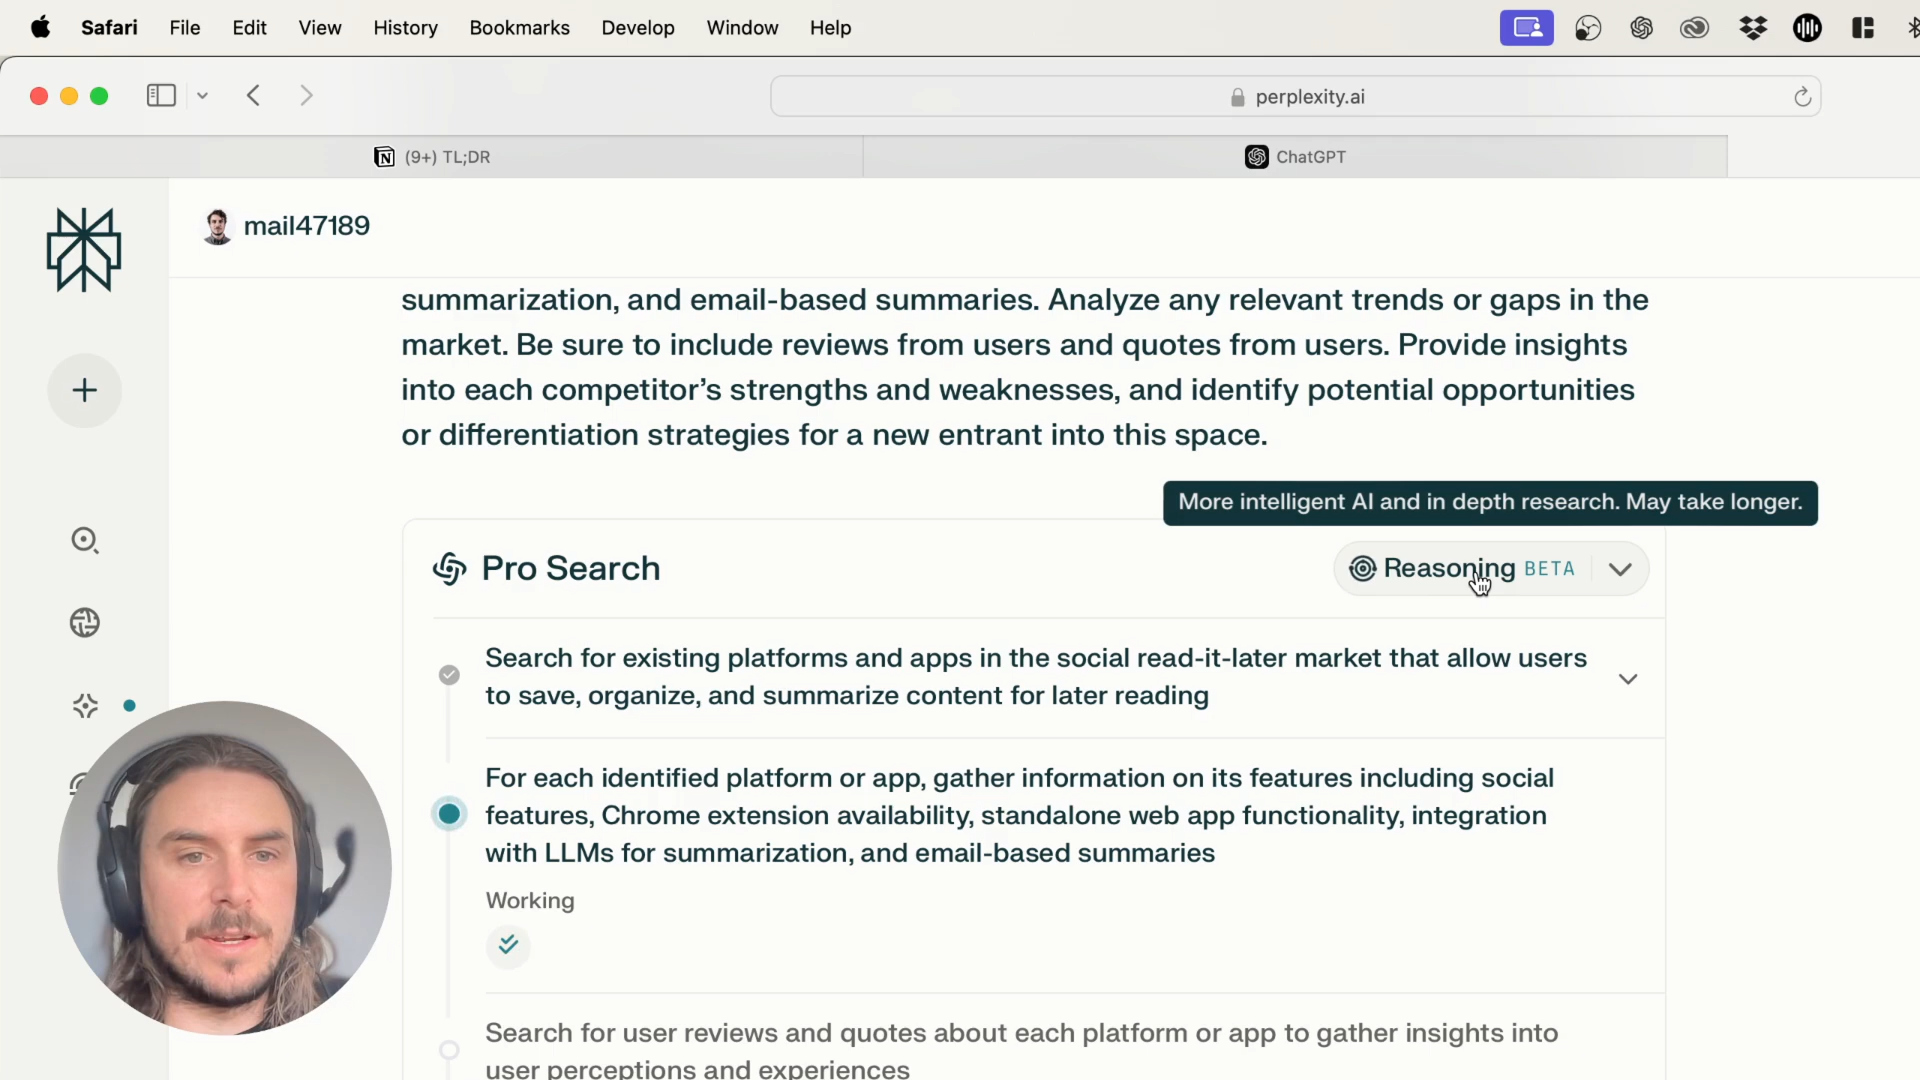 Safari File Edit View History Bookmarks Develop Window Help
perplexity.ai
(9+) TL;DR
ChatGPT
mail47189
summarization, and email-based summaries. Analyze any relevant trends or gaps in the
market. Be sure to include reviews from users and quotes from users. Provide insights
into each competitor's strengths and weaknesses, and identify potential opportunities
or differentiation strategies for a new entrant into this space.
More intelligent AI and in depth research. May take longer.
Pro Search
Reasoning BETA
Search for existing platforms and apps in the social read-it-later market that allow users
to save, organize, and summarize content for later reading
For each identified platform or app, gather information on its features including social
features, Chrome extension availability, standalone web app functionality, integration
with LLMs for summarization, and email-based summaries
Working
Search for user reviews and quotes about each platform or app to gather insights into
user perceptions and experiences